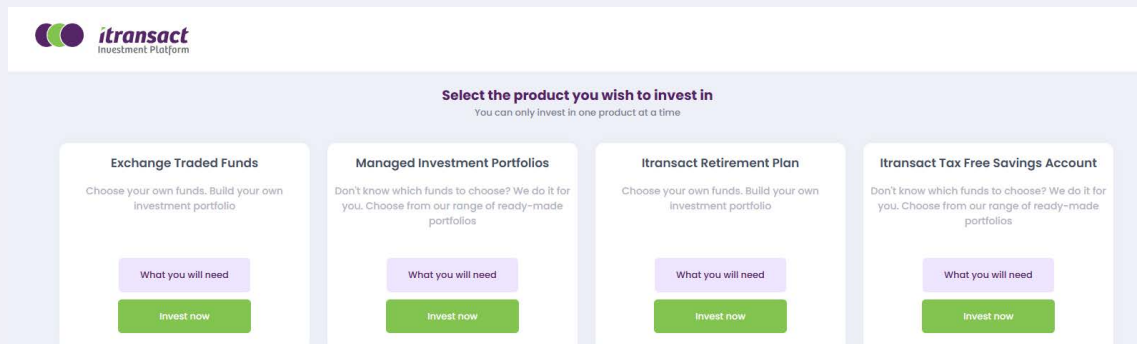 itransact
Investment Platform
Select the product you wish to invest in
You can only invest in one product at a time
Exchange Traded Funds
Choose your own funds. Build your own
investment portfolio
What you will need
Invest now
Managed Investment Portfolios
Don't know which funds to choose? We do it for
you. Choose from our range of ready-made
portfolios
What you will need
Invest now
Itransact Retirement Plan
Choose your own funds. Build your own
investment portfolio
What you will need
Invest now
Itransact Tax Free Savings Account
Don't know which funds to choose? We do it for
you. Choose from our range of ready-made
portfolios
What you will need
Invest now